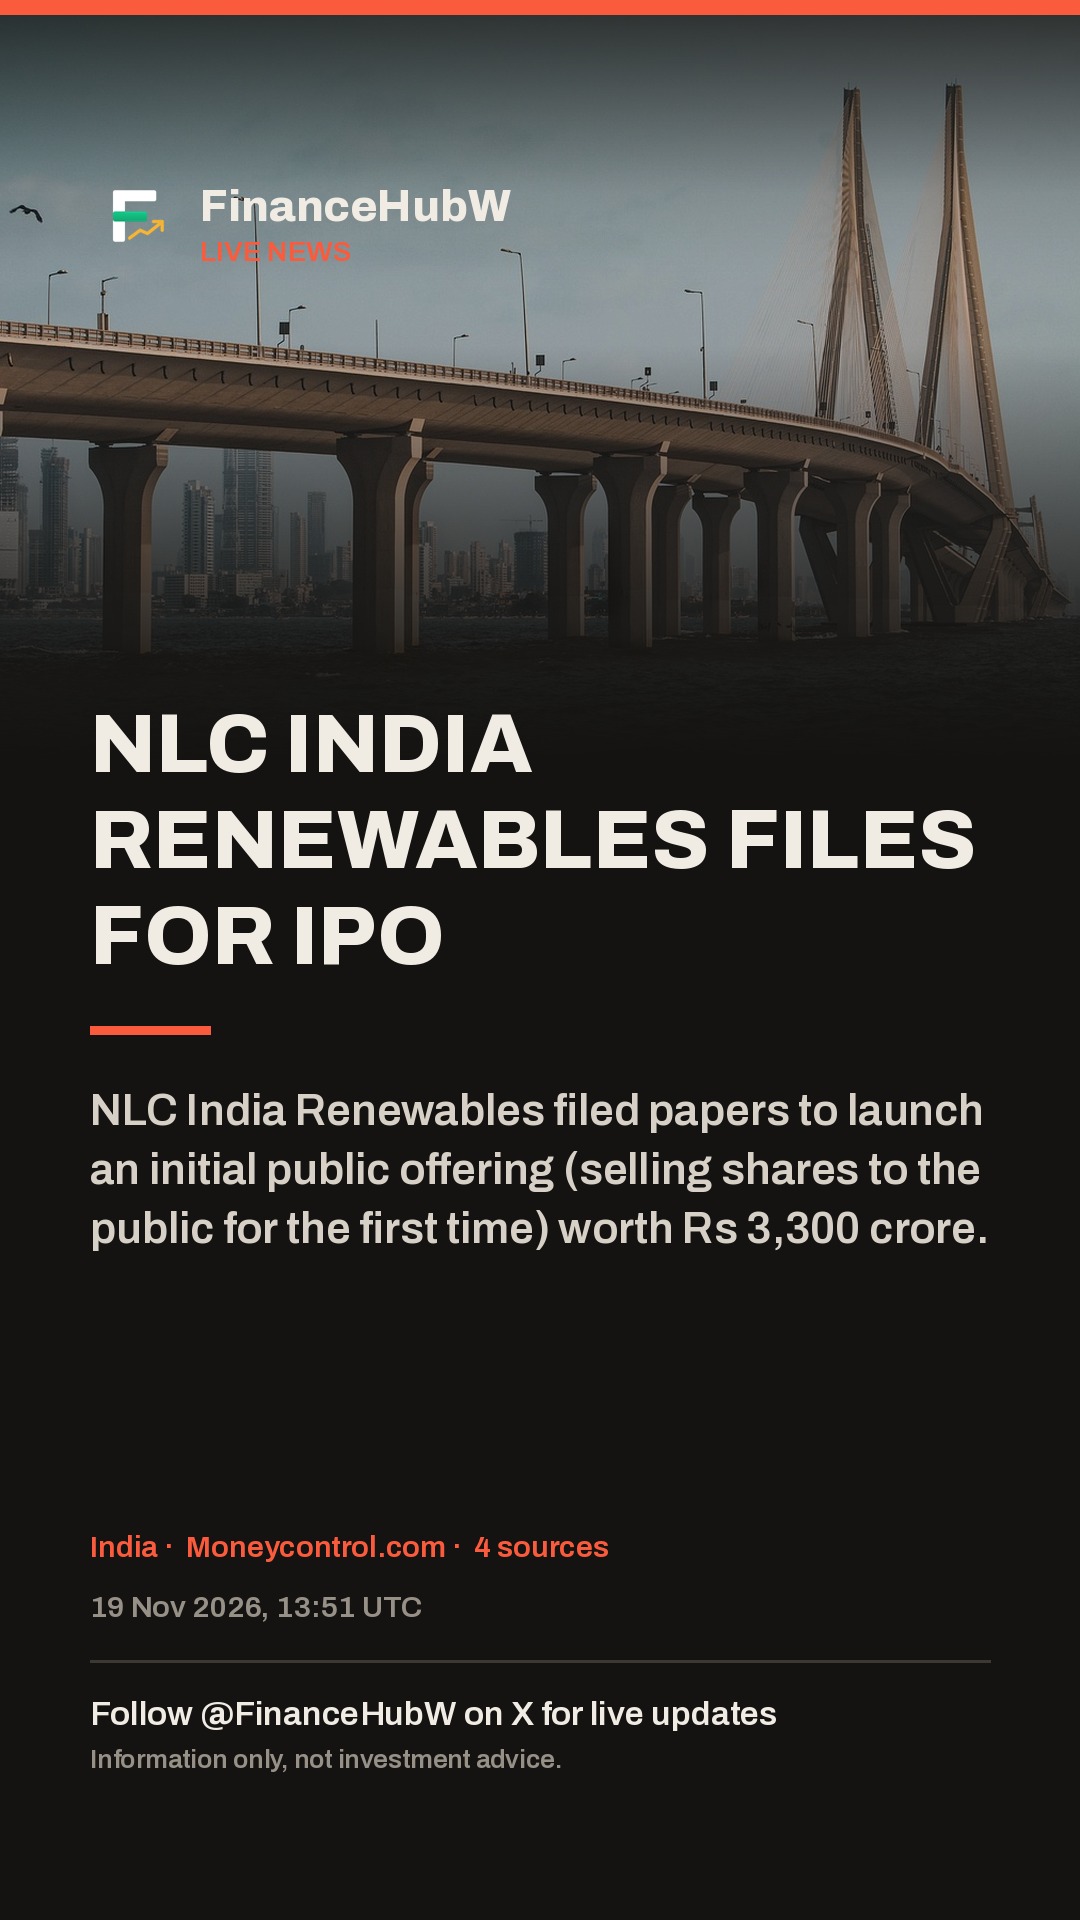 FinanceHubW
LIVE NEWS
NLC INDIA
RENEWABLES FILES
FOR IPO
NLC India Renewables filed papers to launch
an initial public offering (selling shares to the
public for the first time) worth Rs 3,300 crore.
India · Moneycontrol.com · 4 sources
19 Nov 2026, 13:51 UTC
Follow @FinanceHubW on X for live updates
Information only, not investment advice.